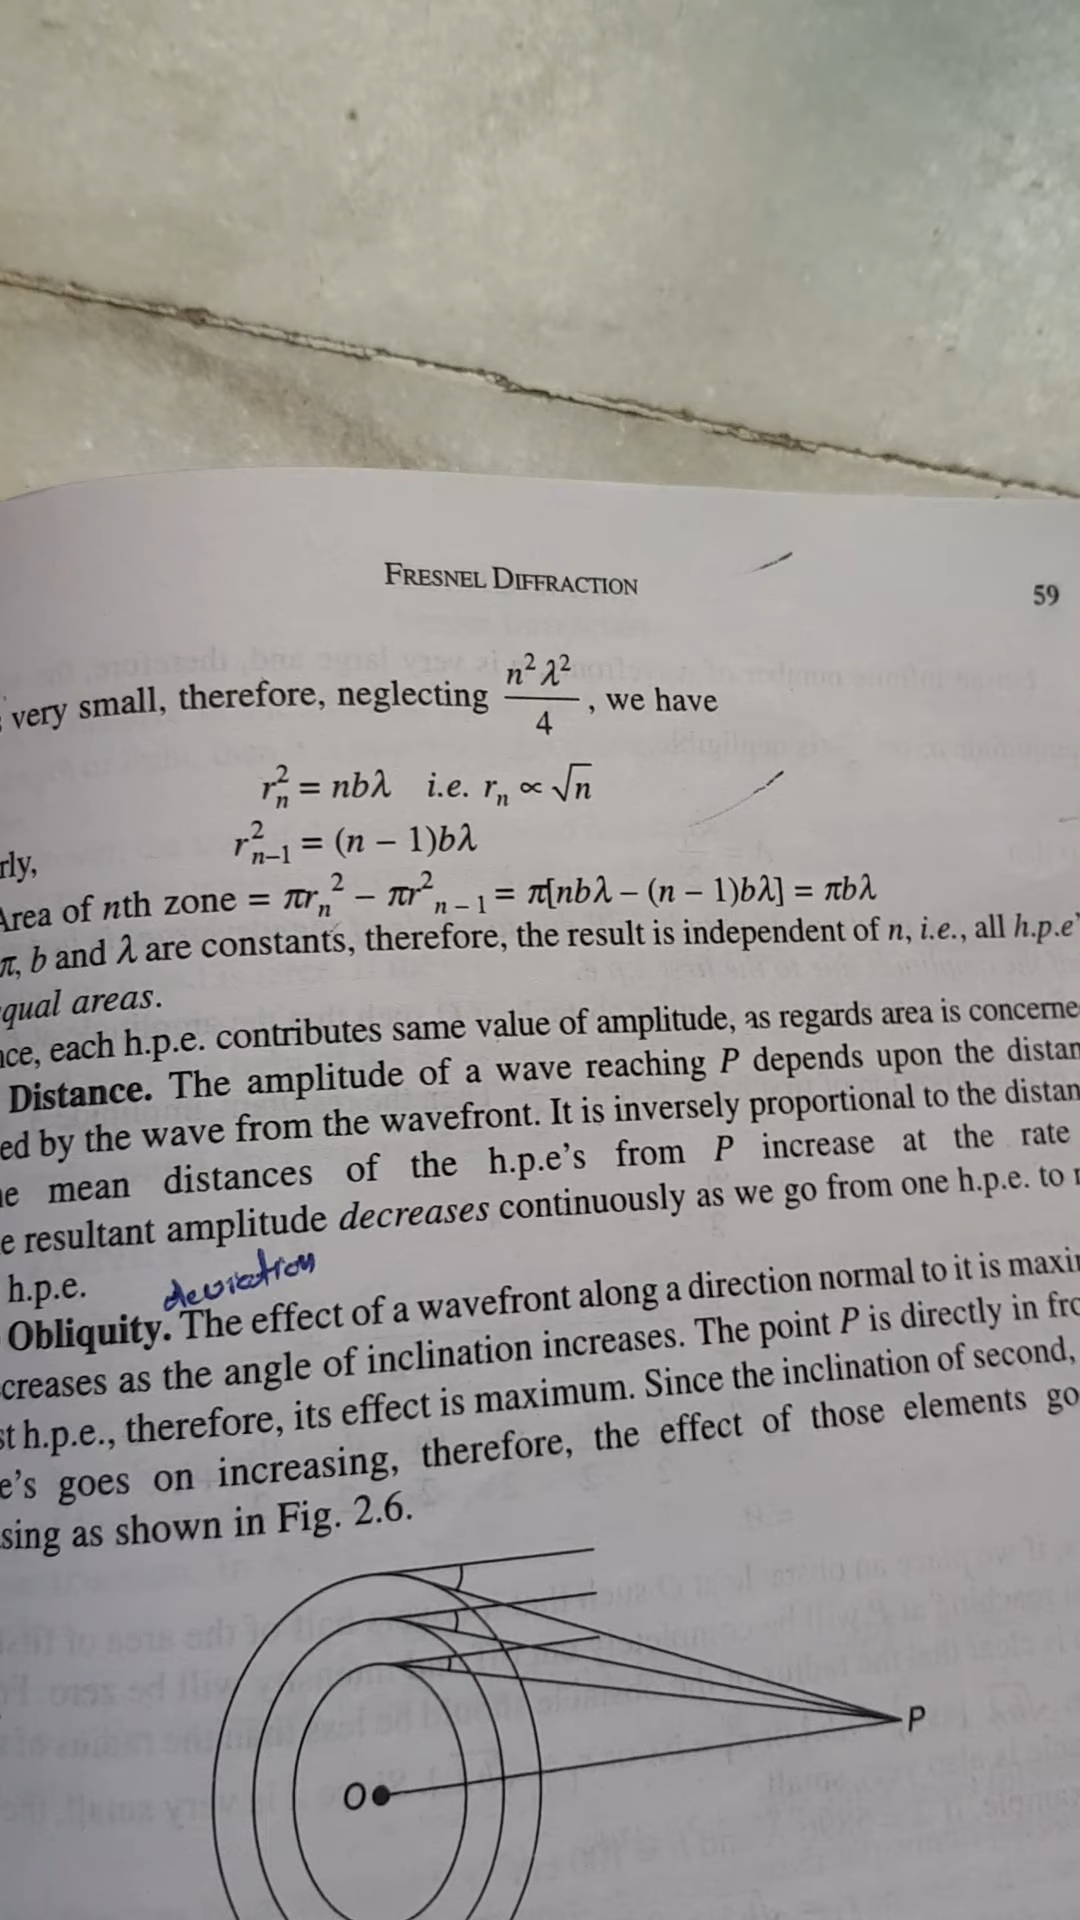 FRESNEL DIFFRACTION 59
very small, therefore, neglecting n²λ²/4, we have
rₙ² = nbλ i.e. rₙ ∝ √n
rly, r²ₙ₋₁ = (n – 1)bλ
Area of nth zone = πrₙ² – πr²ₙ₋₁ = π[nbλ – (n – 1)bλ] = πbλ
π, b and λ are constants, therefore, the result is independent of n, i.e., all h.p.e'
qual areas.
nce, each h.p.e. contributes same value of amplitude, as regards area is concerne
Distance. The amplitude of a wave reaching P depends upon the distan
ed by the wave from the wavefront. It is inversely proportional to the distan
e mean distances of the h.p.e's from P increase at the rate
e resultant amplitude decreases continuously as we go from one h.p.e. to
h.p.e.
deviation
Obliquity. The effect of a wavefront along a direction normal to it is maxi
creases as the angle of inclination increases. The point P is directly in fro
st h.p.e., therefore, its effect is maximum. Since the inclination of second,
e's goes on increasing, therefore, the effect of those elements go
sing as shown in Fig. 2.6.
P
O